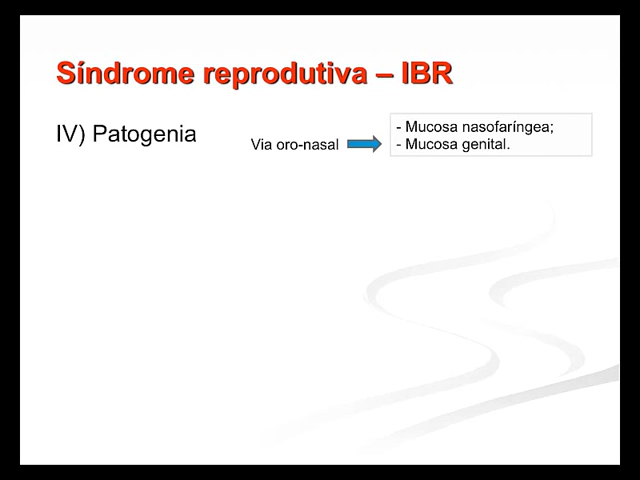 Síndrome reprodutiva – IBR
IV) Patogenia
Via oro-nasal
- Mucosa nasofaríngea;
- Mucosa genital.